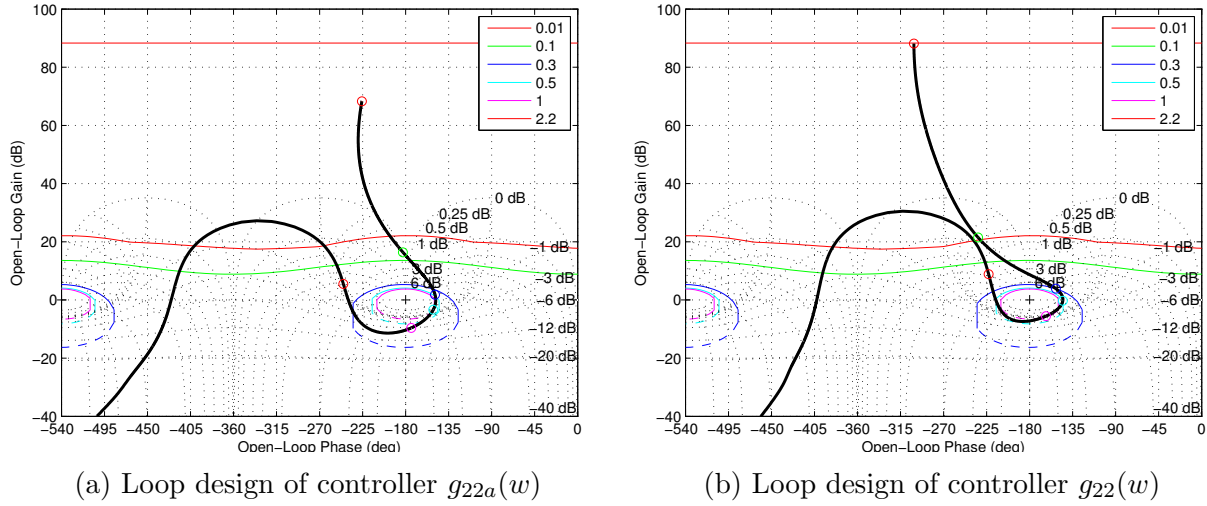 100
80
60
40
20
0
−20
−40
Open−Loop Gain (dB)
−540 −495 −450 −405 −360 −315 −270 −225 −180 −135 −90 −45 0
Open−Loop Phase (deg)
0.01
0.1
0.3
0.5
1
2.2
0 dB
0.25 dB
0.5 dB
1 dB
3 dB
6 dB
−1 dB
−3 dB
−6 dB
−12 dB
−20 dB
−40 dB
(a) Loop design of controller g22a(w)
100
80
60
40
20
0
−20
−40
Open−Loop Gain (dB)
−540 −495 −450 −405 −360 −315 −270 −225 −180 −135 −90 −45 0
Open−Loop Phase (deg)
0.01
0.1
0.3
0.5
1
2.2
0 dB
0.25 dB
0.5 dB
1 dB
3 dB
6 dB
−1 dB
−3 dB
−6 dB
−12 dB
−20 dB
−40 dB
(b) Loop design of controller g22(w)